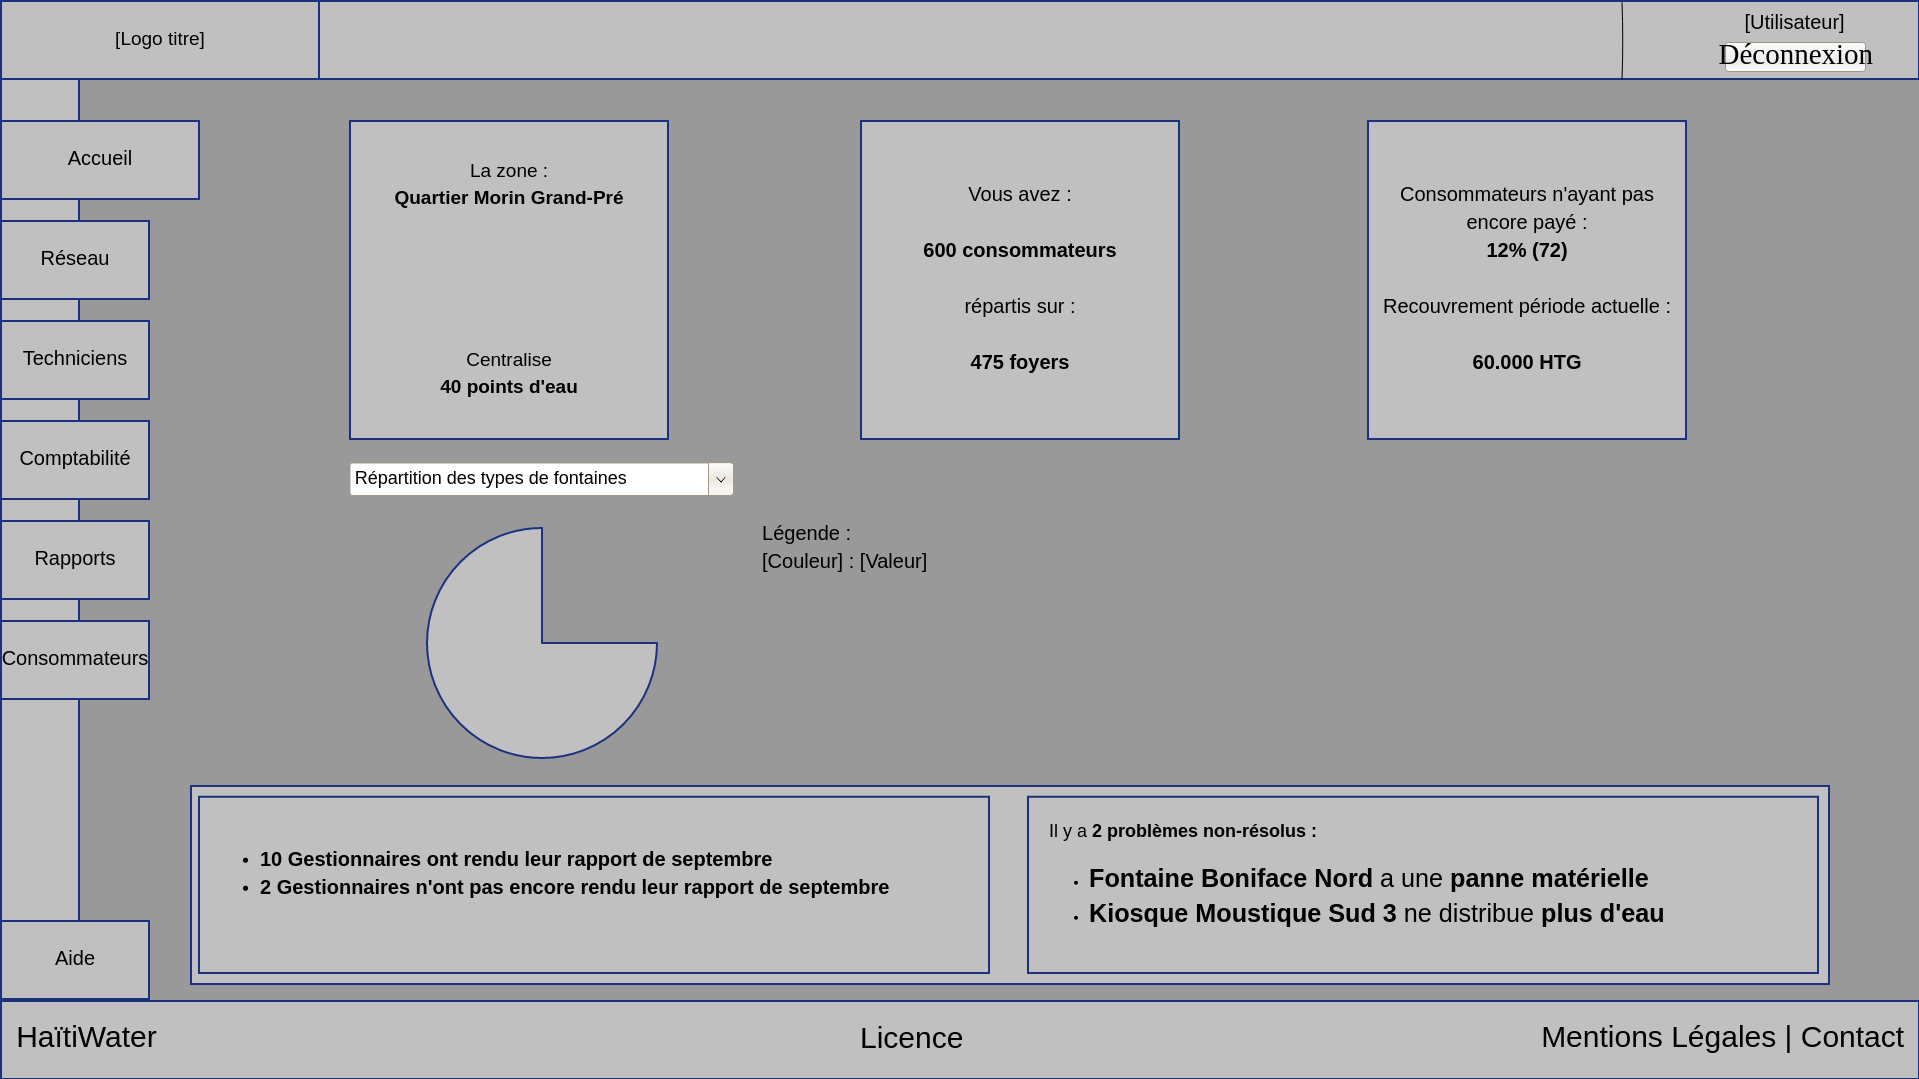 [Logo titre]
[Utilisateur]
Déconnexion
Accueil
Réseau
Techniciens
Comptabilité
Rapports
Consommateurs
Aide
La zone :
Quartier Morin Grand-Pré
Centralise
40 points d'eau
Vous avez :
600 consommateurs
répartis sur :
475 foyers
Consommateurs n'ayant pas
encore payé :
12% (72)
Recouvrement période actuelle :
60.000 HTG
Répartition des types de fontaines
Légende :
[Couleur] : [Valeur]
• 10 Gestionnaires ont rendu leur rapport de septembre
• 2 Gestionnaires n'ont pas encore rendu leur rapport de septembre
Il y a 2 problèmes non-résolus :
• Fontaine Boniface Nord a une panne matérielle
• Kiosque Moustique Sud 3 ne distribue plus d'eau
HaïtiWater
Licence
Mentions Légales | Contact